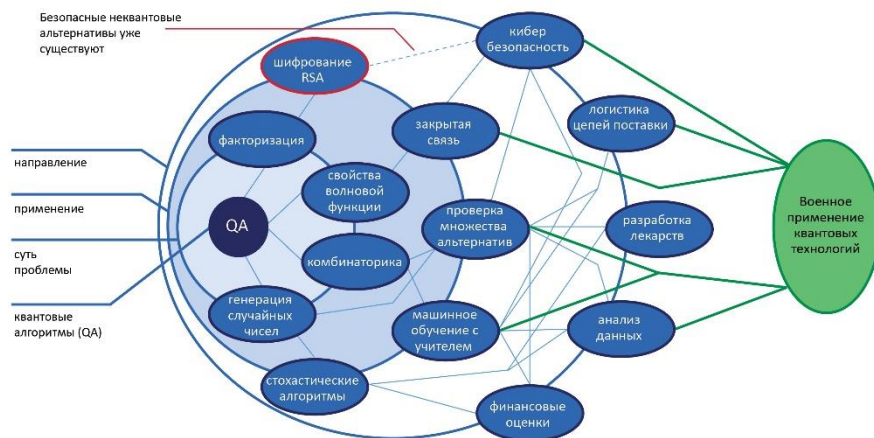 Безопасные неквантовые
альтернативы уже
существуют
кибер
безопасность
шифрование
RSA
логистика
цепей поставки
факторизация
закрытая
связь
направление
свойства
волновой
функции
применение
QA
проверка
множества
альтернатив
разработка
лекарств
Военное
применение
квантовых
технологий
суть
проблемы
комбинаторика
квантовые
алгоритмы (QA)
генерация
случайных
чисел
машинное
обучение с
учителем
анализ
данных
стохастические
алгоритмы
финансовые
оценки